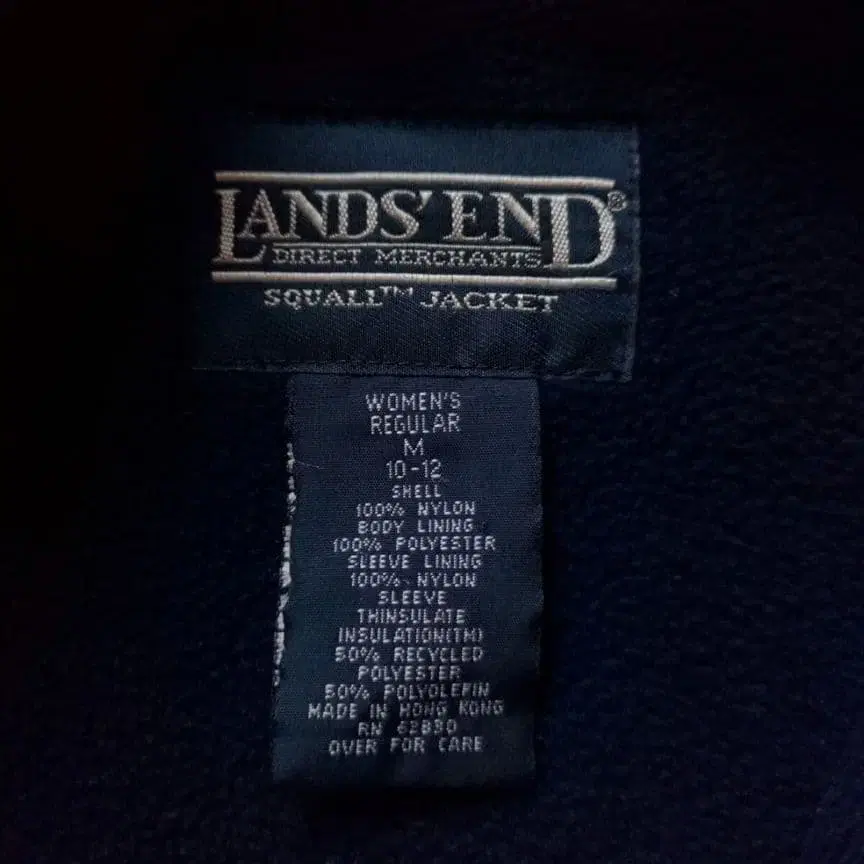 LANDS' END®
DIRECT MERCHANTS
SQUALL™ JACKET
WOMEN'S
REGULAR
M
10-12
SHELL
100% NYLON
BODY LINING
100% POLYESTER
SLEEVE LINING
100% NYLON
SLEEVE
THINSULATE
INSULATION(TM)
50% RECYCLED
POLYESTER
50% POLYOLEFIN
MADE IN HONG KONG
RN 62830
OVER FOR CARE